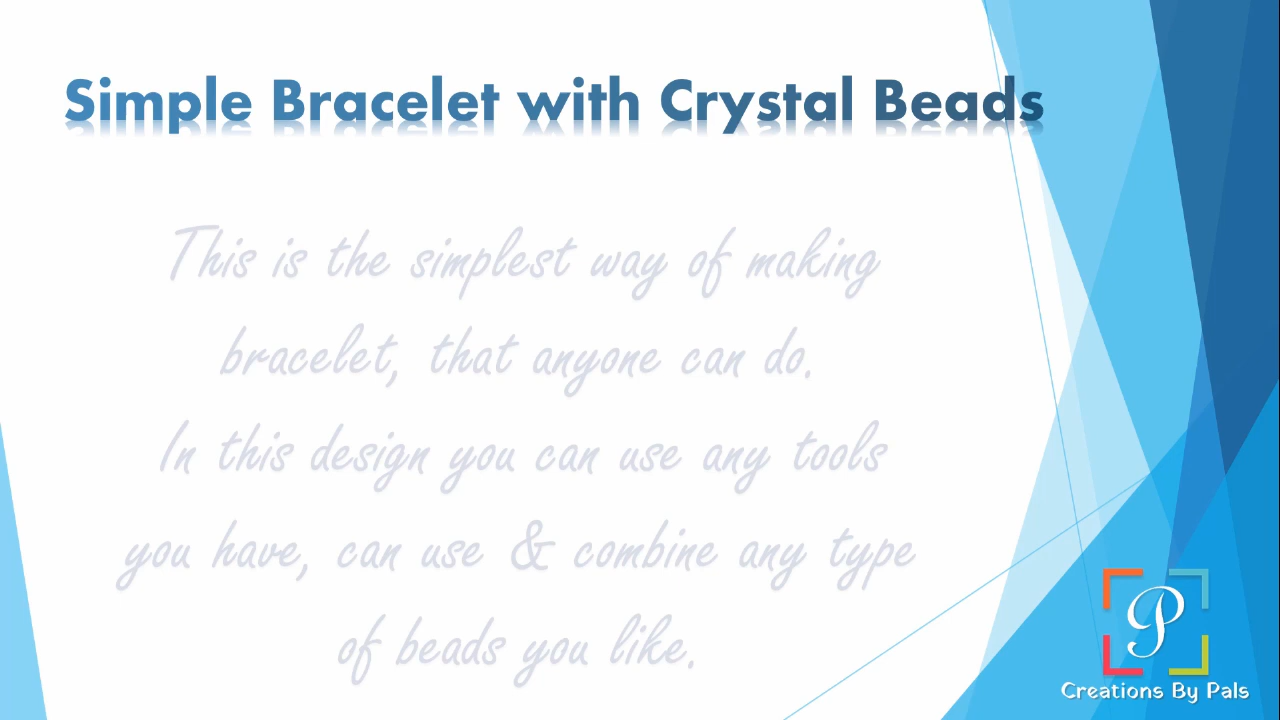 Simple Bracelet with Crystal Beads
This is the simplest way of making
bracelet, that anyone can do.
In this design you can use any tools
you have, can use & combine any type
of beads you like.
P
Creations By Pals